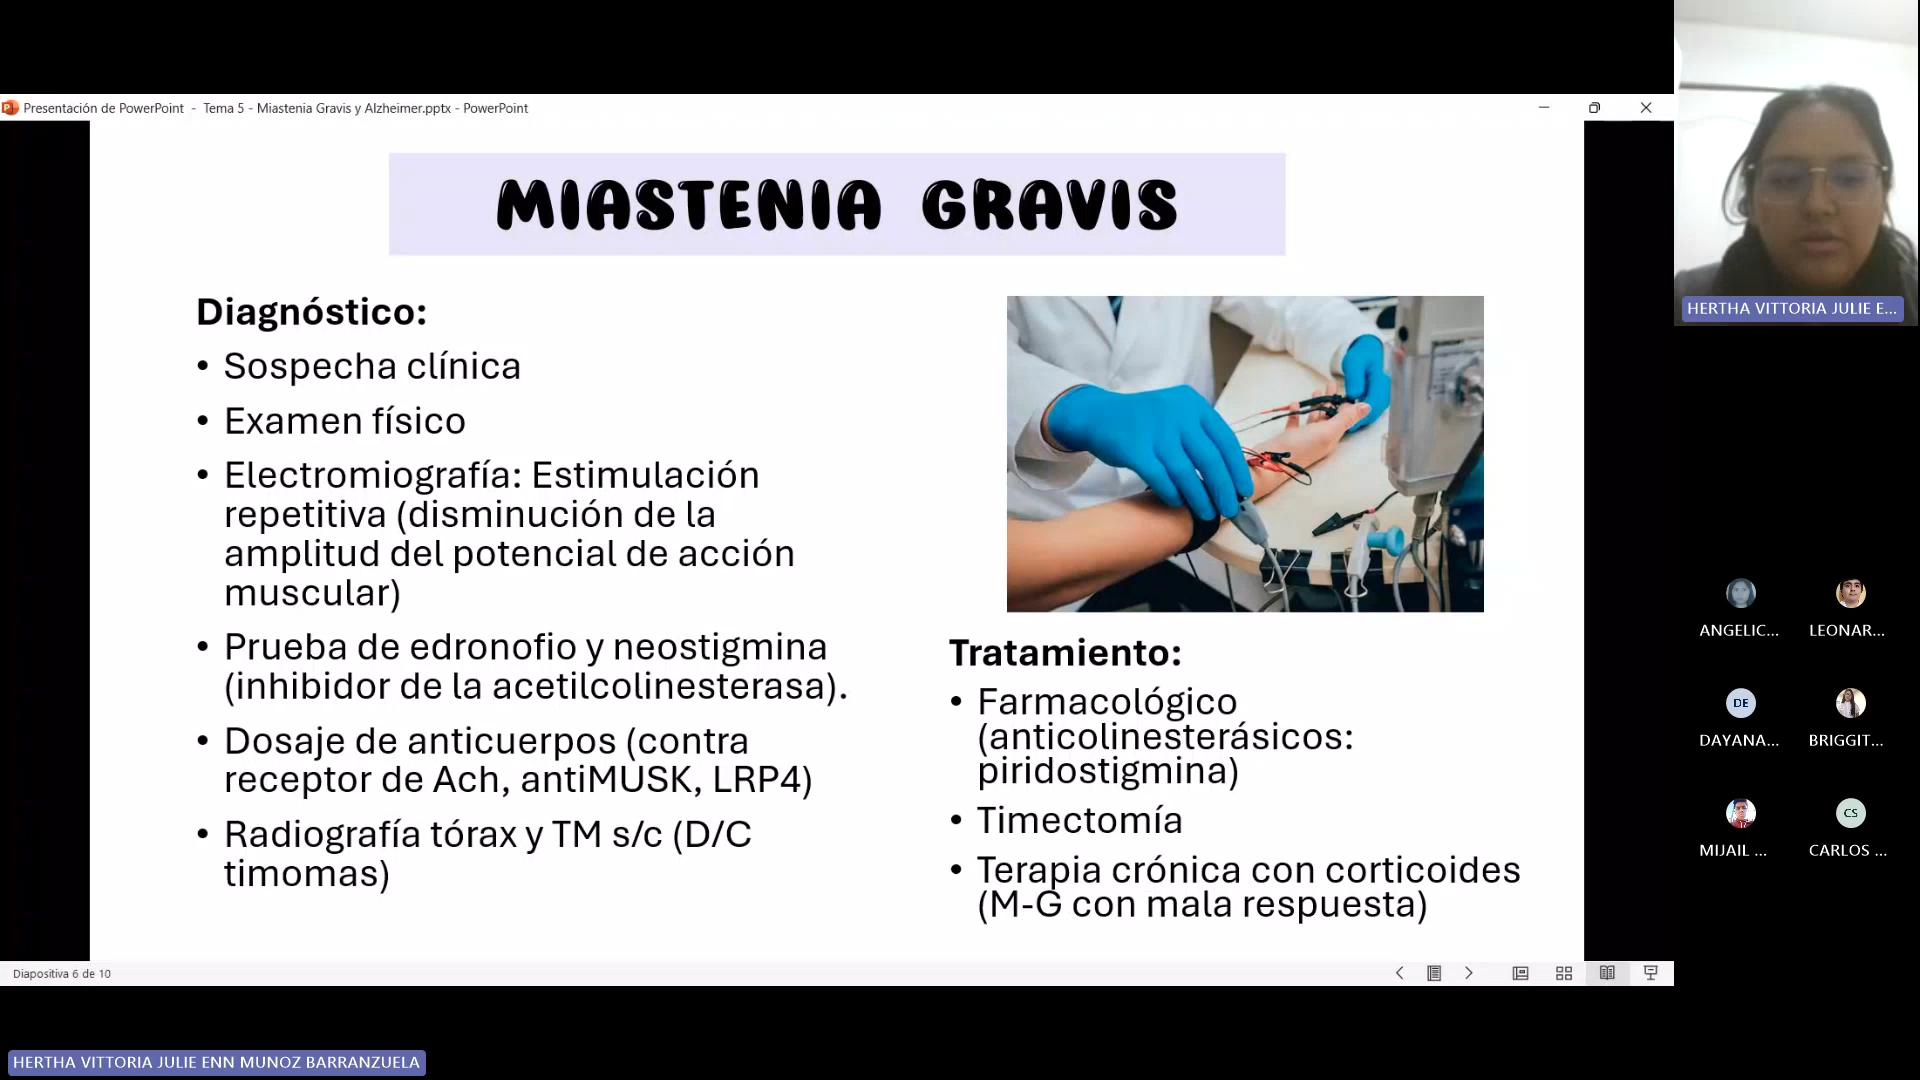 Presentación de PowerPoint - Tema 5 - Miastenia Gravis y Alzheimer.pptx - PowerPoint
MIASTENIA GRAVIS
Diagnóstico:
• Sospecha clínica
• Examen físico
• Electromiografía: Estimulación
repetitiva (disminución de la
amplitud del potencial de acción
muscular)
• Prueba de edronofio y neostigmina
(inhibidor de la acetilcolinesterasa).
• Dosaje de anticuerpos (contra
receptor de Ach, antiMUSK, LRP4)
• Radiografía tórax y TM s/c (D/C
timomas)
Tratamiento:
• Farmacológico
(anticolinesterásicos:
piridostigmina)
• Timectomía
• Terapia crónica con corticoides
(M-G con mala respuesta)
Diapositiva 6 de 10
HERTHA VITTORIA JULIE E...
ANGELIC...
LEONAR...
DE
DAYANA...
BRIGGIT...
MIJAIL ...
CS
CARLOS ...
HERTHA VITTORIA JULIE ENN MUNOZ BARRANZUELA